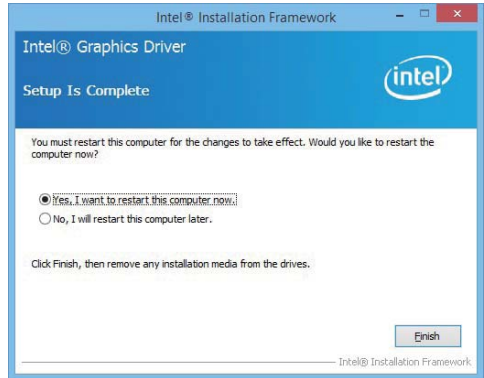 Intel® Installation Framework
Intel® Graphics Driver
Setup Is Complete
intel
You must restart this computer for the changes to take effect. Would you like to restart the
computer now?
Yes, I want to restart this computer now.
No, I will restart this computer later.
Click Finish, then remove any installation media from the drives.
Finish
Intel® Installation Framework